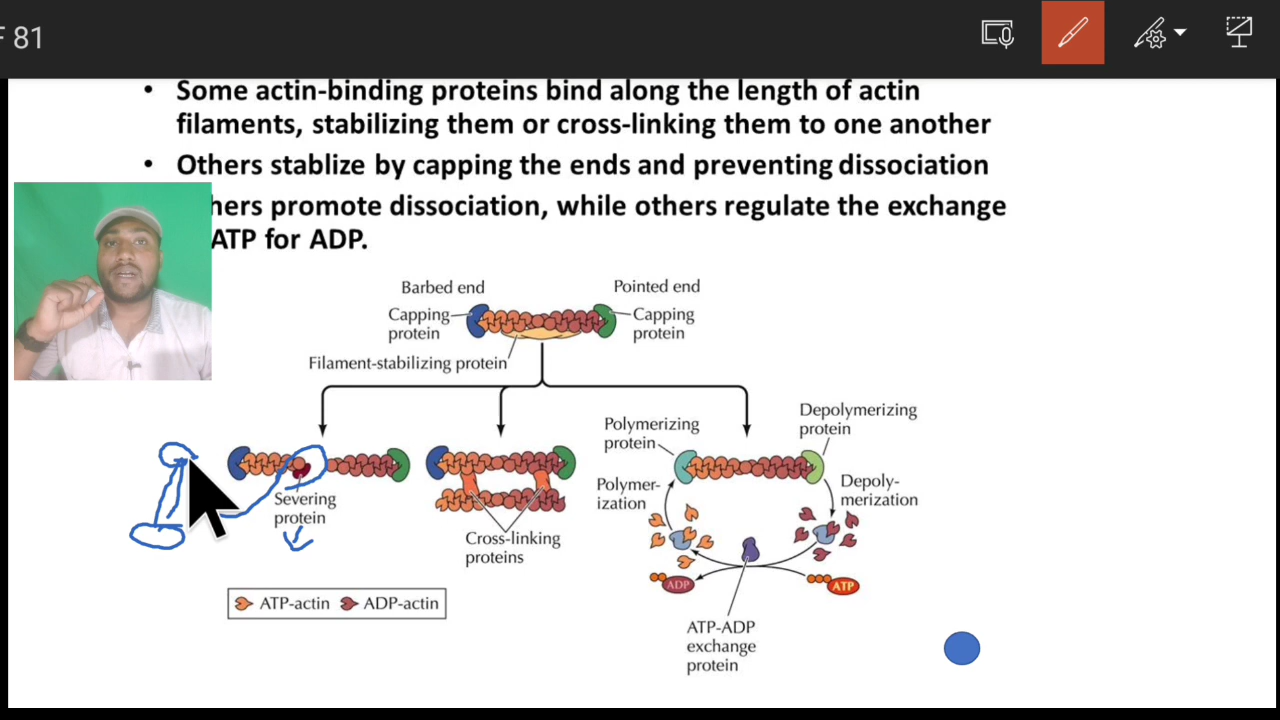 81
Some actin-binding proteins bind along the length of actin
filaments, stabilizing them or cross-linking them to one another
Others stablize by capping the ends and preventing dissociation
hers promote dissociation, while others regulate the exchange
ATP for ADP.
Barbed end
Pointed end
Capping
protein
Capping
protein
Filament-stabilizing protein
Severing
protein
Cross-linking
proteins
Polymerizing
protein
Depolymerizing
protein
Polymer-
ization
Depoly-
merization
ADP
ATP
ATP-ADP
exchange
protein
ATP-actin
ADP-actin